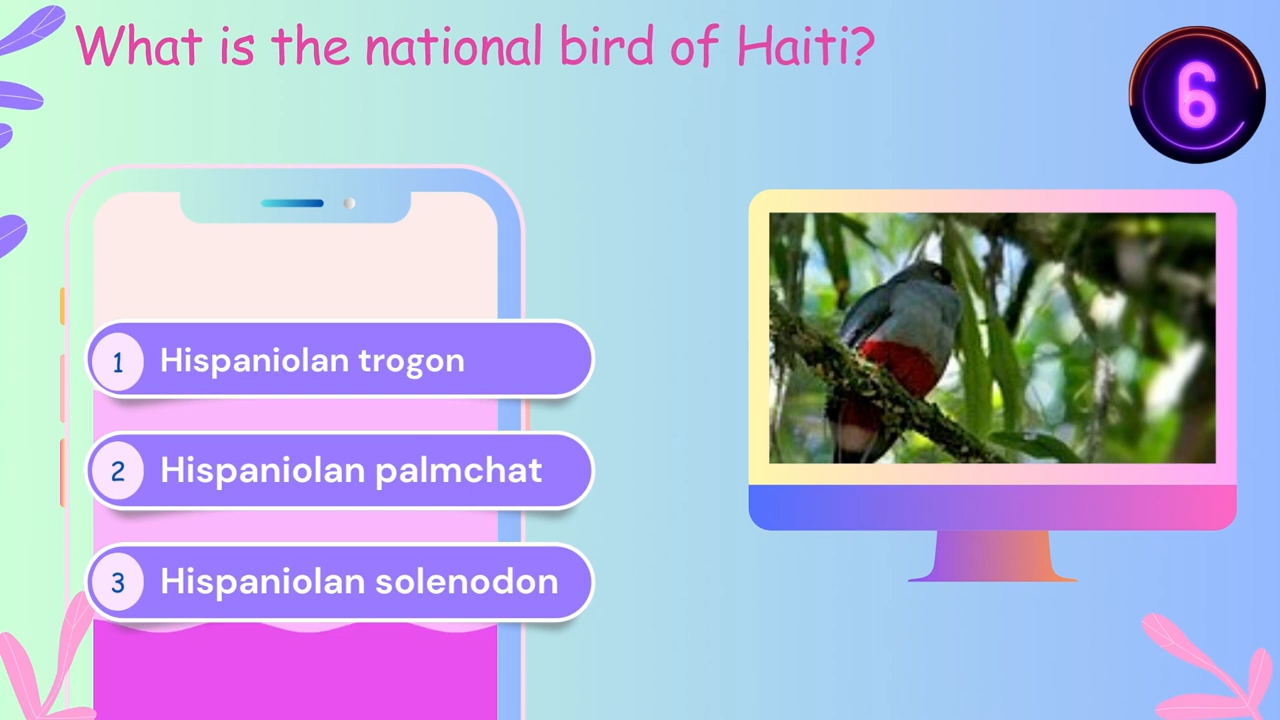 What is the national bird of Haiti?
6
1 Hispaniolan trogon
2 Hispaniolan palmchat
3 Hispaniolan solenodon